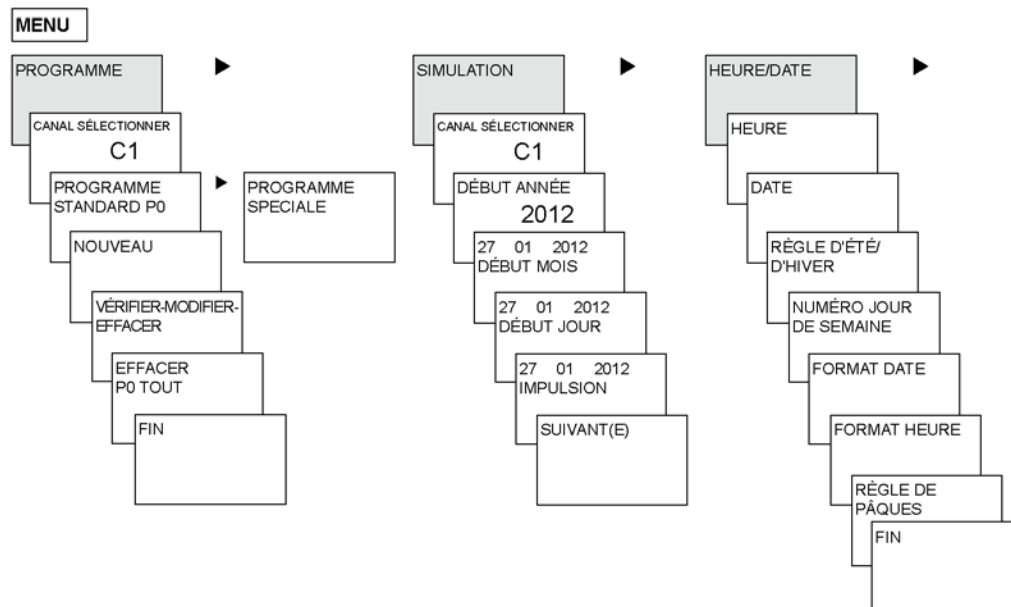 MENU
PROGRAMME
CANAL SÉLECTIONNER
C1
PROGRAMME
STANDARD P0
PROGRAMME
SPECIALE
NOUVEAU
VÉRIFIER-MODIFIER-
EFFACER
EFFACER
P0 TOUT
FIN
SIMULATION
CANAL SÉLECTIONNER
C1
DÉBUT ANNÉE
2012
27 01 2012
DÉBUT MOIS
27 01 2012
DÉBUT JOUR
27 01 2012
IMPULSION
SUIVANT(E)
HEURE/DATE
HEURE
DATE
RÈGLE D'ÉTÉ/
D'HIVER
NUMÉRO JOUR
DE SEMAINE
FORMAT DATE
FORMAT HEURE
RÈGLE DE
PÂQUES
FIN